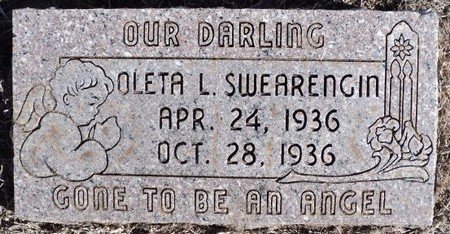 OUR DARLING
OLETA L. SWEARENGIN
APR. 24, 1936
OCT. 28, 1936
GONE TO BE AN ANGEL